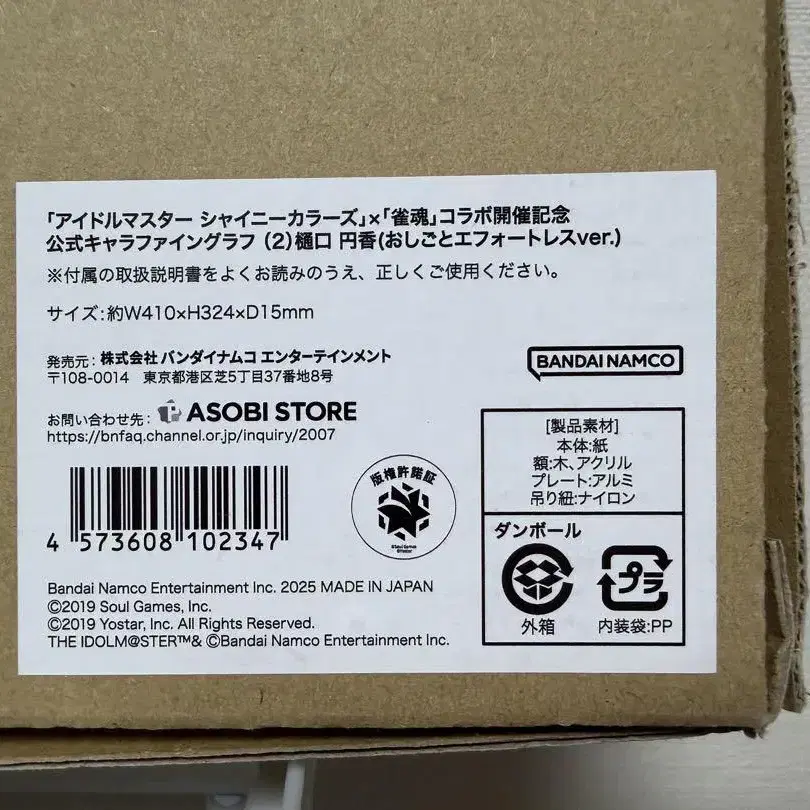 「アイドルマスター シャイニーカラーズ」×「雀魂」コラボ開催記念
公式キャラファイングラフ (2)樋口 円香(おしごとエフォートレスver.)
※付属の取扱説明書をよくお読みのうえ、正しくご使用ください。
サイズ:約W410×H324×D15mm
発売元:株式会社バンダイナムコ エンターテインメント
〒108-0014 東京都港区芝5丁目37番地8号
BANDAI NAMCO
お問い合わせ先: ASOBI STORE
https://bnfaq.channel.or.jp/inquiry/2007
[製品素材]
本体:紙
額:木、アクリル
プレート:アルミ
吊り紐:ナイロン
版権許諾証
©Soul Games
©Yostar
4 573608 102347
ダンボール
外箱
プラ
内装袋:PP
Bandai Namco Entertainment Inc. 2025 MADE IN JAPAN
©2019 Soul Games, Inc.
©2019 Yostar, Inc. All Rights Reserved.
THE IDOLM@STER™& ©Bandai Namco Entertainment Inc.